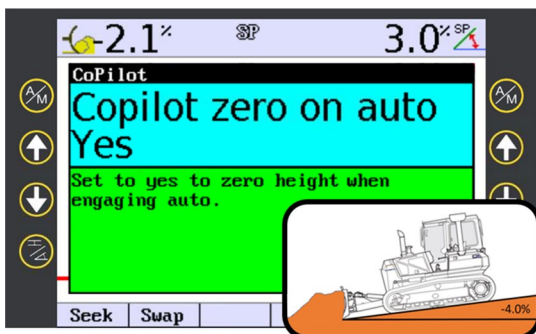 -2.1%
SP
3.0%
SP
CoPilot
Copilot zero on auto
Yes
Set to yes to zero height when
engaging auto.
A/M
A/M
H
-4.0%
Seek
Swap